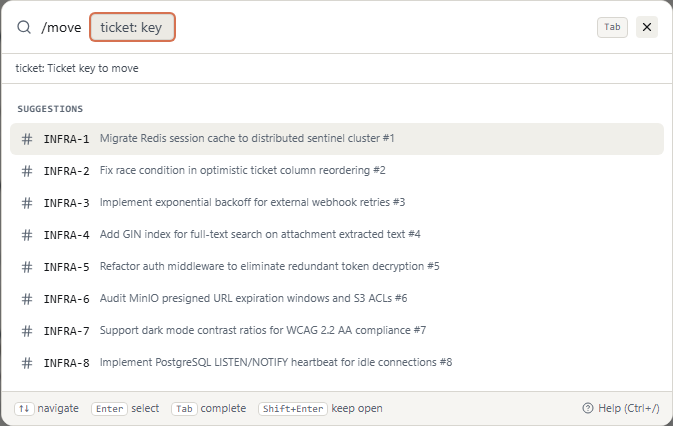 /move ticket: key Tab
ticket: Ticket key to move
SUGGESTIONS
# INFRA-1 Migrate Redis session cache to distributed sentinel cluster #1
# INFRA-2 Fix race condition in optimistic ticket column reordering #2
# INFRA-3 Implement exponential backoff for external webhook retries #3
# INFRA-4 Add GIN index for full-text search on attachment extracted text #4
# INFRA-5 Refactor auth middleware to eliminate redundant token decryption #5
# INFRA-6 Audit MinIO presigned URL expiration windows and S3 ACLs #6
# INFRA-7 Support dark mode contrast ratios for WCAG 2.2 AA compliance #7
# INFRA-8 Implement PostgreSQL LISTEN/NOTIFY heartbeat for idle connections #8
↑↓ navigate Enter select Tab complete Shift+Enter keep open Help (Ctrl+/)